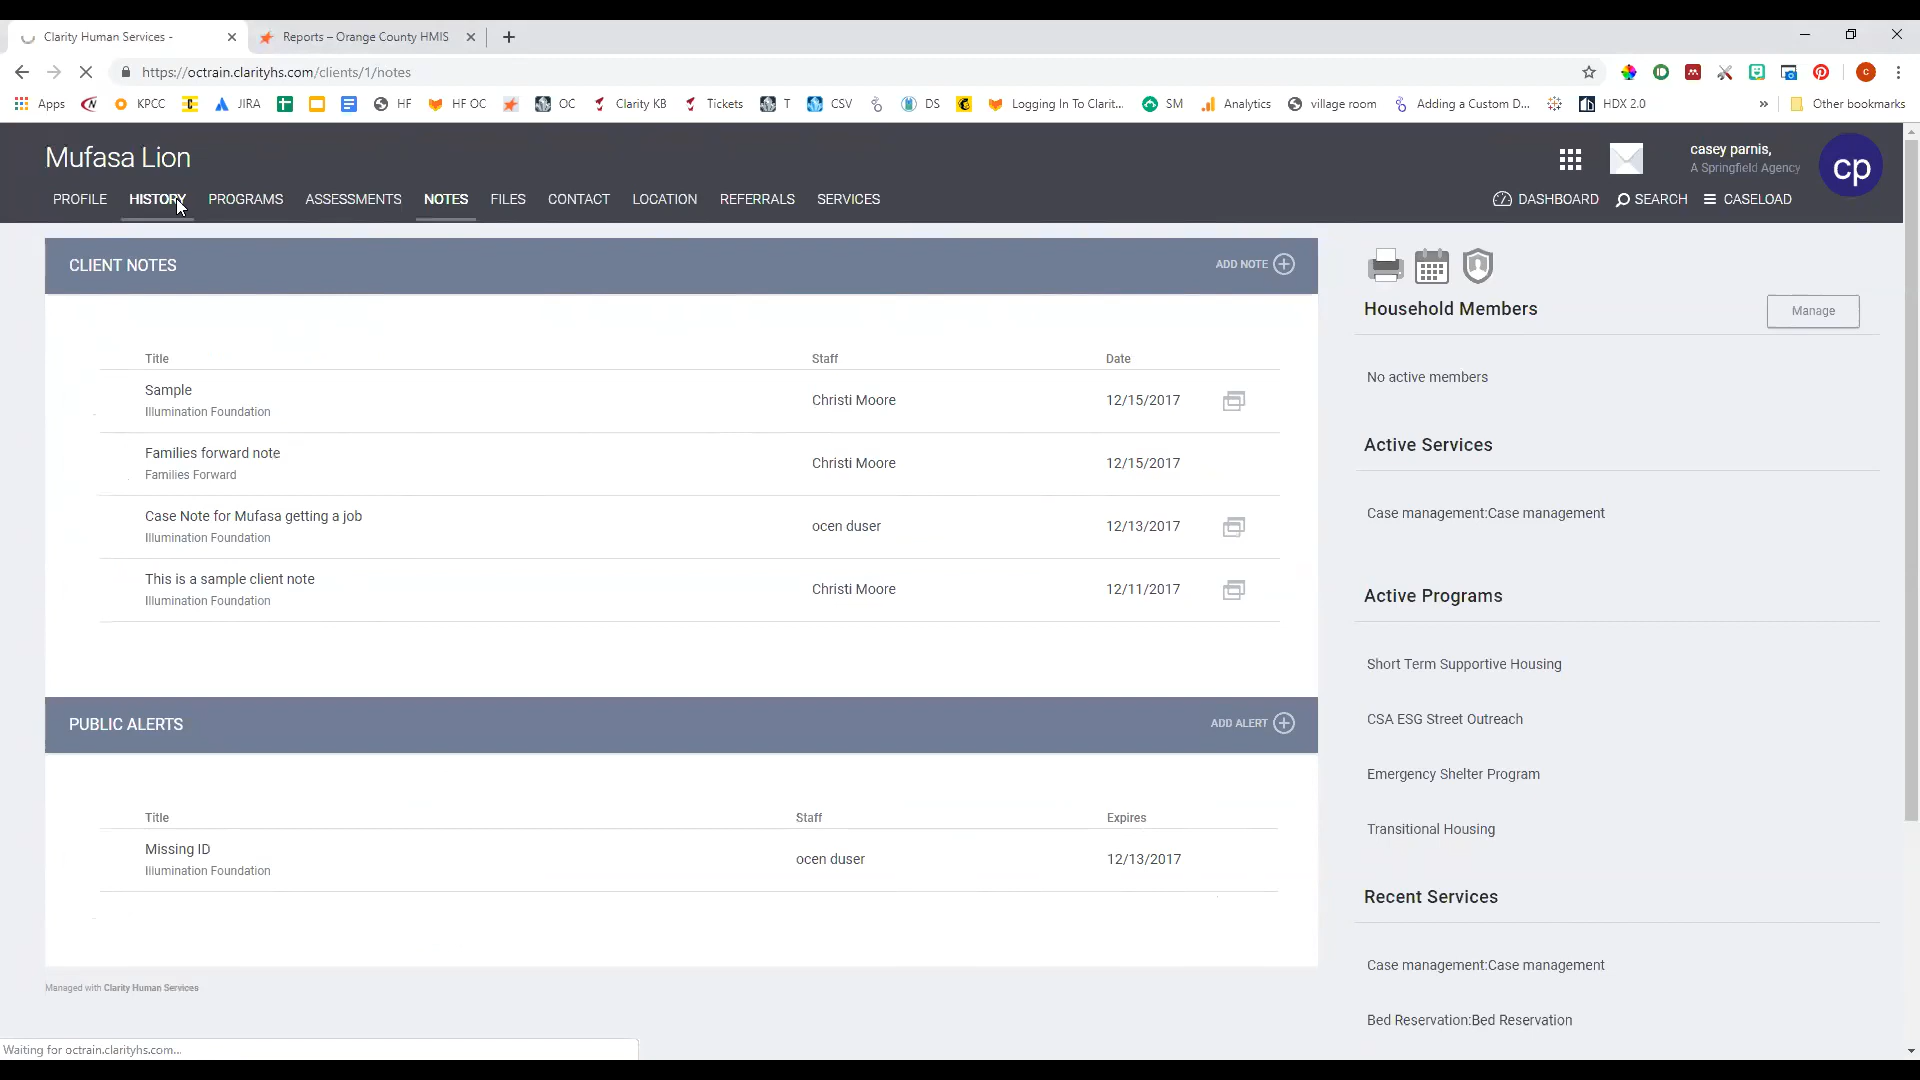 Clarity Human Services -
Reports – Orange County HMIS
https://octrain.clarityhs.com/clients/1/notes
Apps KPCC JIRA HF HF OC OC Clarity KB Tickets T CSV DS Logging In To Clarit... SM Analytics village room Adding a Custom D... HDX 2.0 » Other bookmarks
Mufasa Lion
casey parnis,
A Springfield Agency
cp
PROFILE HISTORY PROGRAMS ASSESSMENTS NOTES FILES CONTACT LOCATION REFERRALS SERVICES
DASHBOARD SEARCH CASELOAD
CLIENT NOTES
ADD NOTE
Title Staff Date
Sample
Illumination Foundation
Christi Moore 12/15/2017
Families forward note
Families Forward
Christi Moore 12/15/2017
Case Note for Mufasa getting a job
Illumination Foundation
ocen duser 12/13/2017
This is a sample client note
Illumination Foundation
Christi Moore 12/11/2017
PUBLIC ALERTS
ADD ALERT
Title Staff Expires
Missing ID
Illumination Foundation
ocen duser 12/13/2017
Managed with Clarity Human Services
Household Members
Manage
No active members
Active Services
Case management:Case management
Active Programs
Short Term Supportive Housing
CSA ESG Street Outreach
Emergency Shelter Program
Transitional Housing
Recent Services
Case management:Case management
Bed Reservation:Bed Reservation
Waiting for octrain.clarityhs.com...